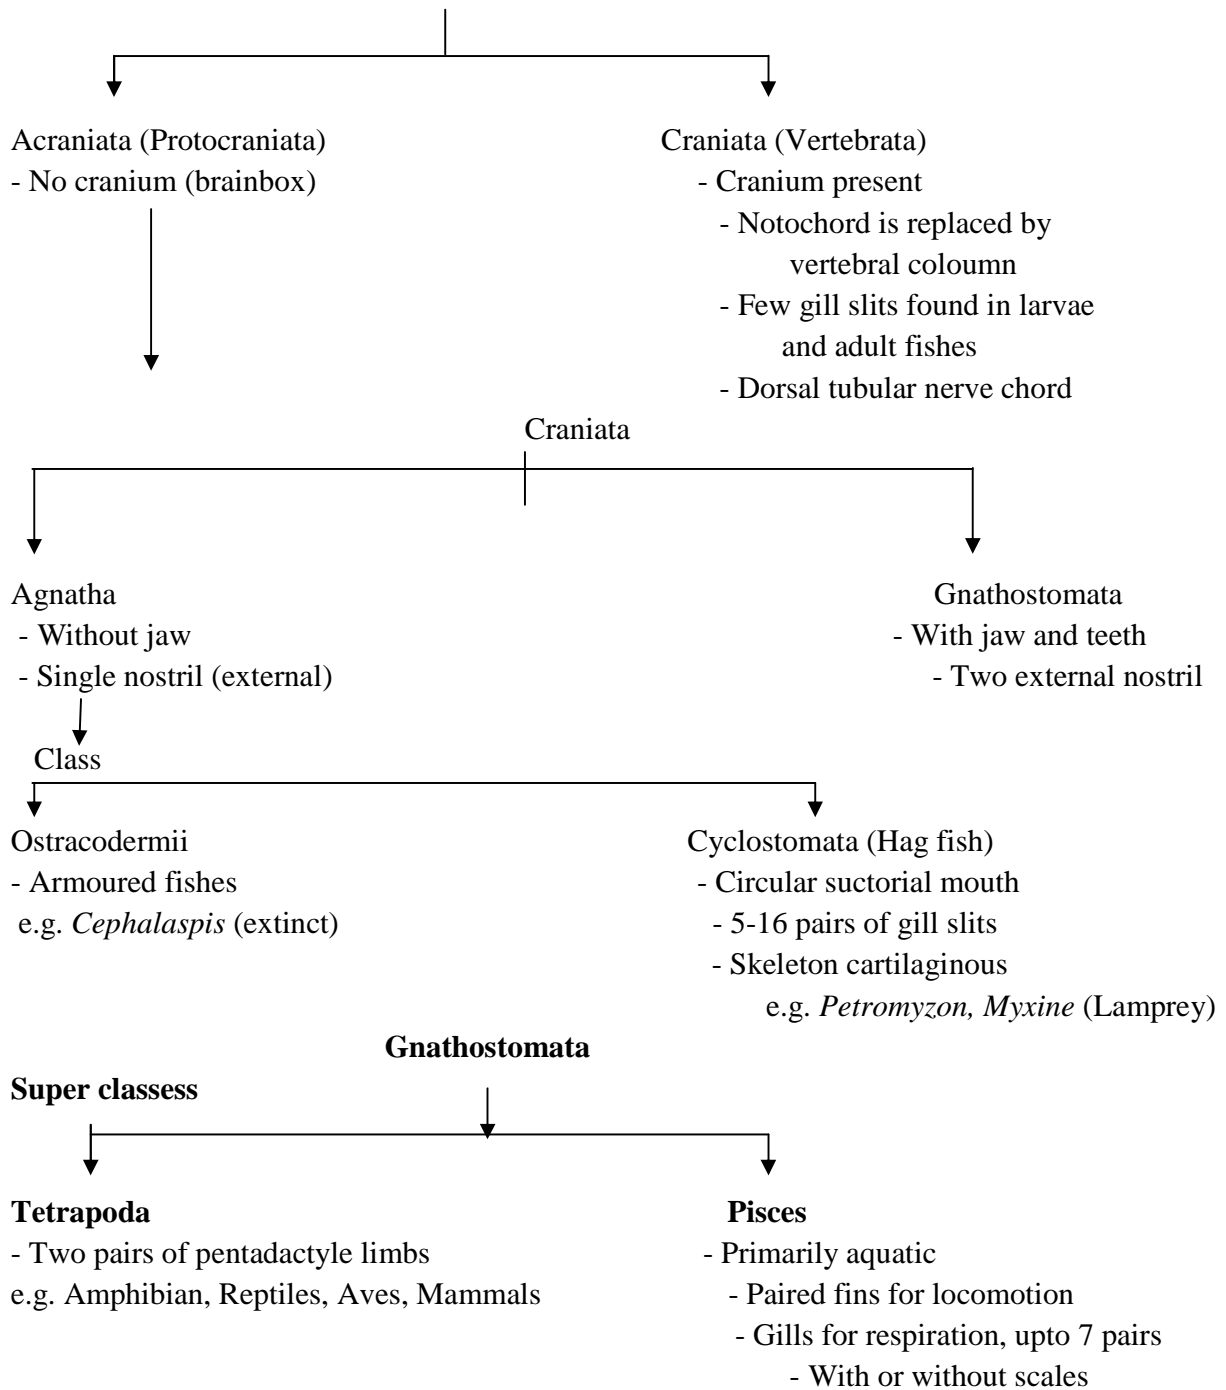 Acraniata (Protocraniata)
- No cranium (brainbox)
Craniata (Vertebrata)
- Cranium present
- Notochord is replaced by
vertebral coloumn
- Few gill slits found in larvae
and adult fishes
- Dorsal tubular nerve chord
Craniata
Agnatha
- Without jaw
- Single nostril (external)
Gnathostomata
- With jaw and teeth
- Two external nostril
Class
Ostracodermii
- Armoured fishes
e.g. Cephalaspis (extinct)
Cyclostomata (Hag fish)
- Circular suctorial mouth
- 5-16 pairs of gill slits
- Skeleton cartilaginous
e.g. Petromyzon, Myxine (Lamprey)
Gnathostomata
Super classess
Tetrapoda
- Two pairs of pentadactyle limbs
e.g. Amphibian, Reptiles, Aves, Mammals
Pisces
- Primarily aquatic
- Paired fins for locomotion
- Gills for respiration, upto 7 pairs
- With or without scales